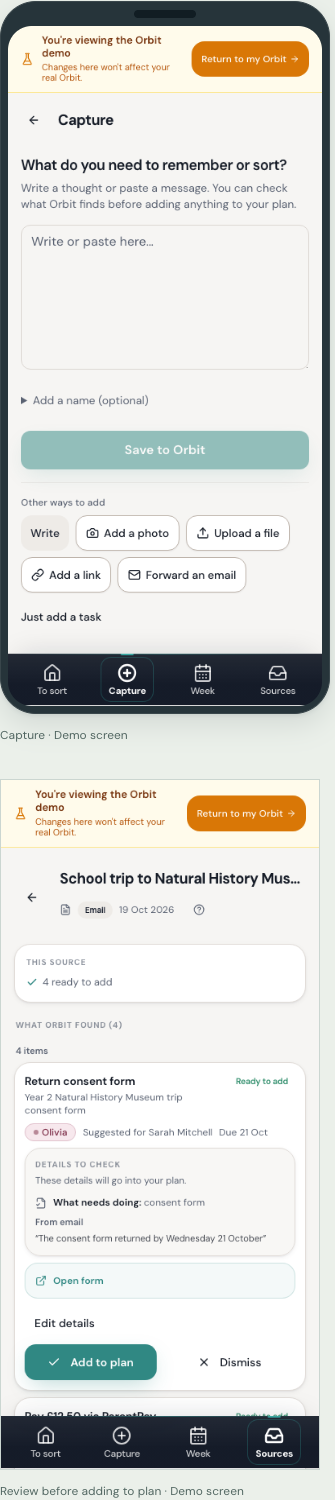 You're viewing the Orbit
demo
Changes here won't affect your
real Orbit.
Return to my Orbit →
Capture
What do you need to remember or sort?
Write a thought or paste a message. You can check
what Orbit finds before adding anything to your plan.
Write or paste here...
Add a name (optional)
Save to Orbit
Other ways to add
Write
Add a photo
Upload a file
Add a link
Forward an email
Just add a task
To sort
Capture
Week
Sources
Capture · Demo screen
You're viewing the Orbit
demo
Changes here won't affect your
real Orbit.
Return to my Orbit →
School trip to Natural History Mus...
Email 19 Oct 2026
THIS SOURCE
4 ready to add
WHAT ORBIT FOUND (4)
4 items
Return consent form
Ready to add
Year 2 Natural History Museum trip
consent form
Olivia Suggested for Sarah Mitchell Due 21 Oct
DETAILS TO CHECK
These details will go into your plan.
What needs doing: consent form
From email
"The consent form returned by Wednesday 21 October"
Open form
Edit details
Add to plan
Dismiss
Pay £12.50 via ParentPay
Ready to add
To sort
Capture
Week
Sources
Review before adding to plan · Demo screen